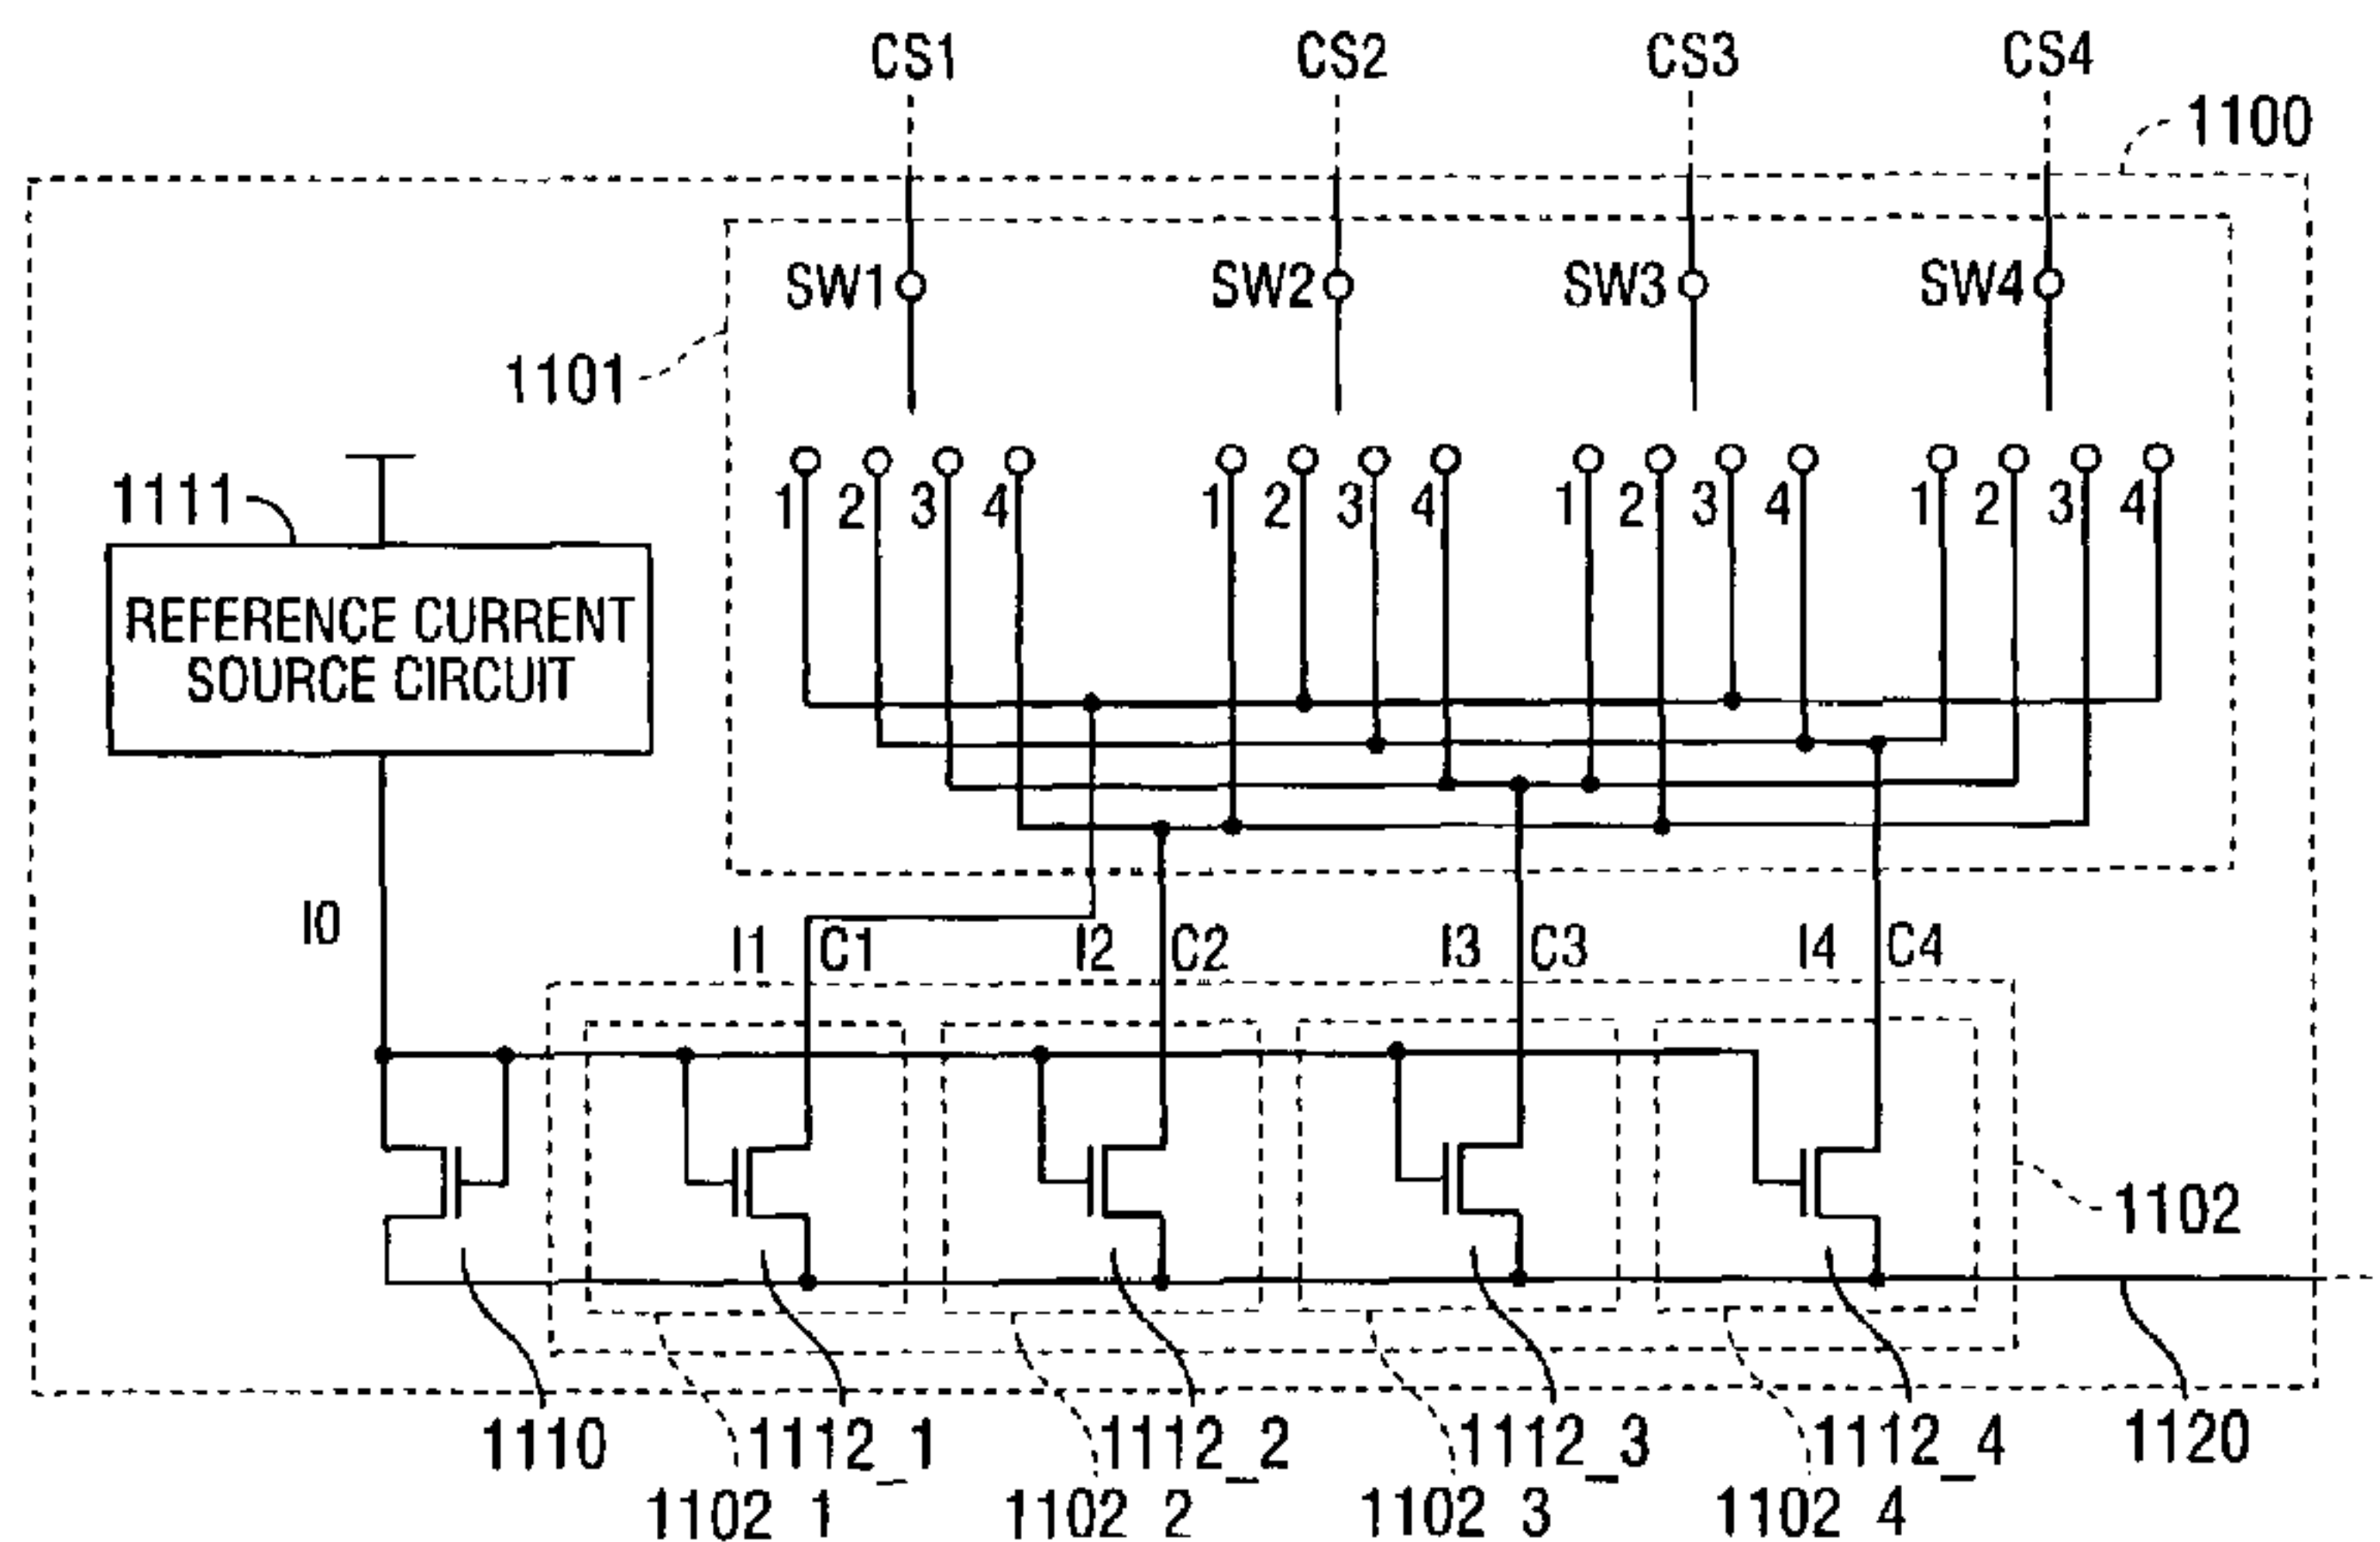 CS1 CS2 CS3 CS4
1100
SW1 SW2 SW3 SW4
1101
1 2 3 4 1 2 3 4 1 2 3 4 1 2 3 4
1111
REFERENCE CURRENT
SOURCE CIRCUIT
I0
I1 C1 I2 C2 I3 C3 I4 C4
1102
1110 1112_1 1112_2 1112_3 1112_4 1120
1102_1 1102_2 1102_3 1102_4